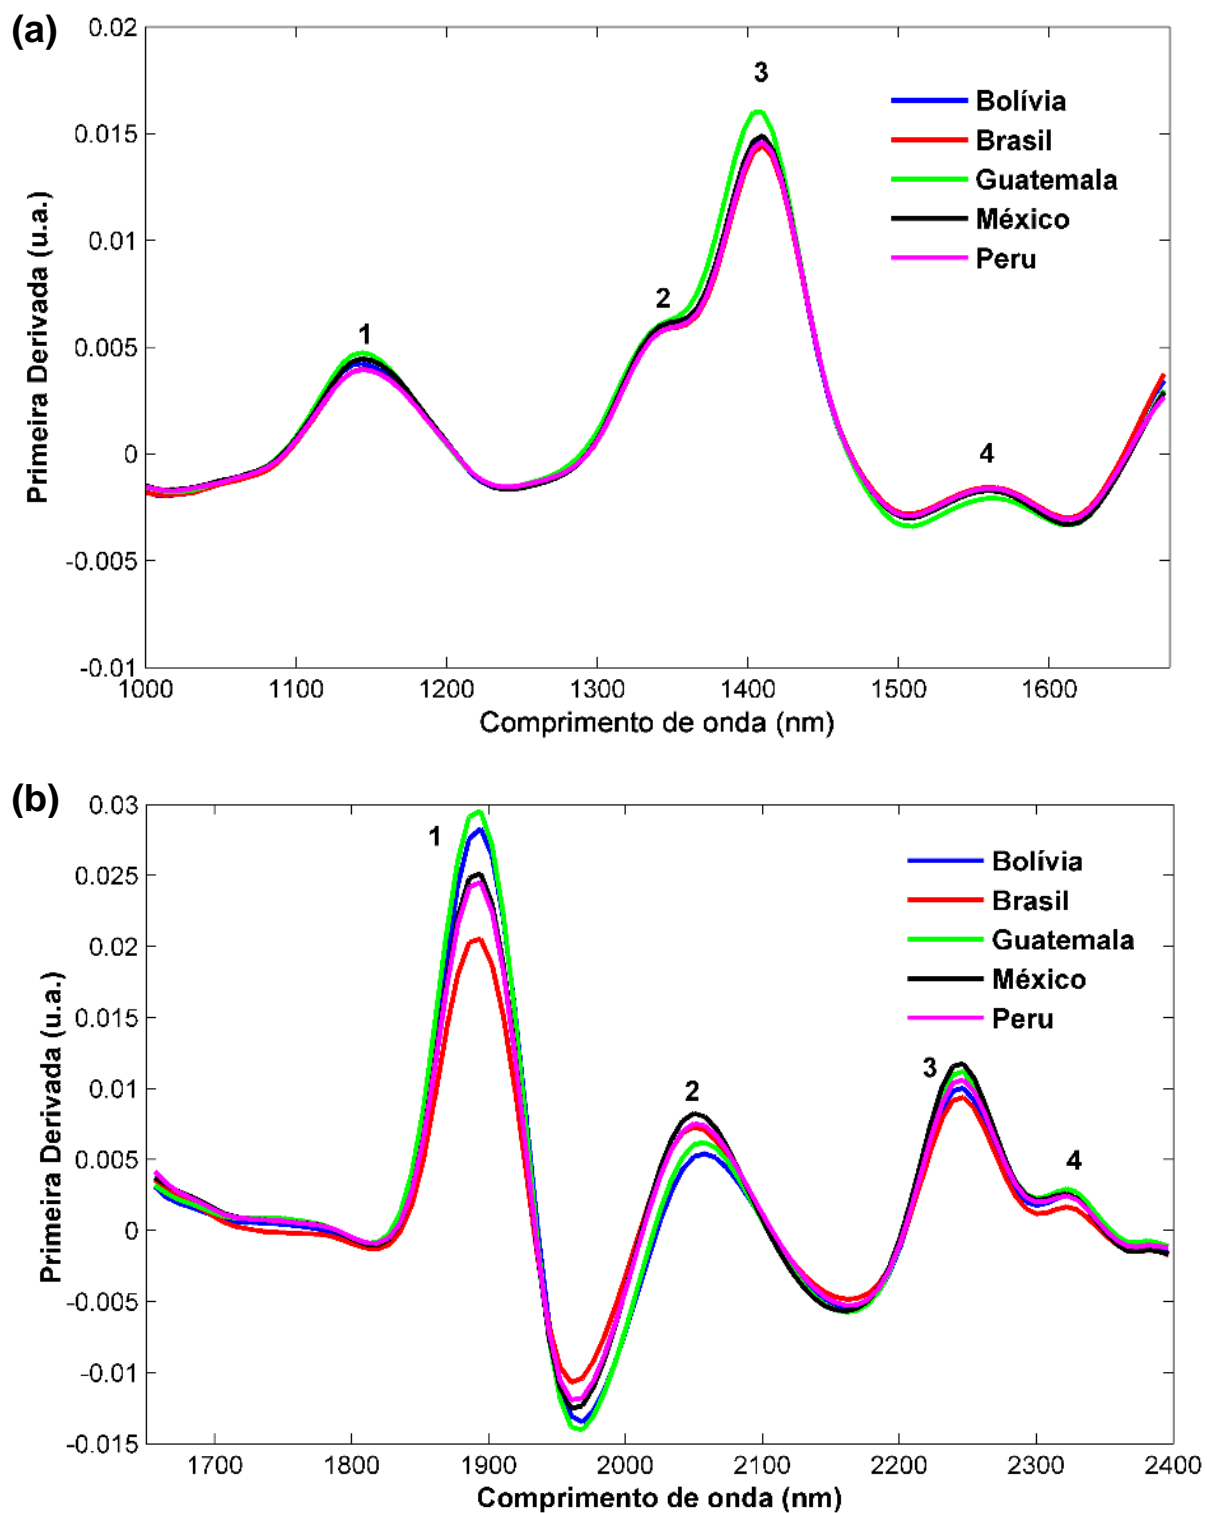 (a)
0.02
0.015
0.01
0.005
0
-0.005
-0.01
Primeira Derivada (u.a.)
1
2
3
4
Bolívia
Brasil
Guatemala
México
Peru
1000 1100 1200 1300 1400 1500 1600
Comprimento de onda (nm)
(b)
0.03
0.025
0.02
0.015
0.01
0.005
0
-0.005
-0.01
-0.015
Primeira Derivada (u.a.)
1
2
3
4
Bolívia
Brasil
Guatemala
México
Peru
1700 1800 1900 2000 2100 2200 2300 2400
Comprimento de onda (nm)